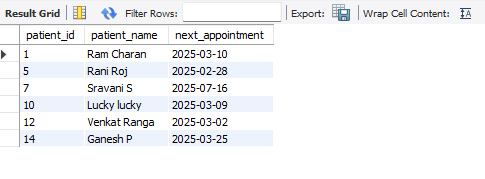 Result Grid Filter Rows: Export: Wrap Cell Content:
patient_id patient_name next_appointment
1 Ram Charan 2025-03-10
5 Rani Roj 2025-02-28
7 Sravani S 2025-07-16
10 Lucky lucky 2025-03-09
12 Venkat Ranga 2025-03-02
14 Ganesh P 2025-03-25